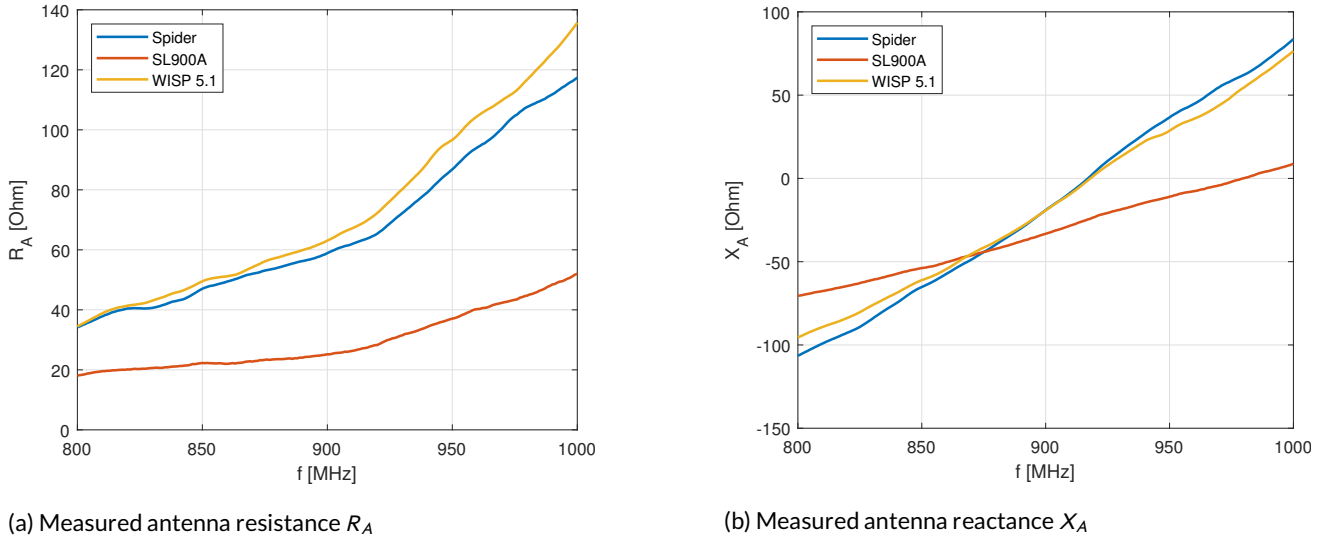 140
120
100
80
60
40
20
0
R_A [Ohm]
Spider
SL900A
WISP 5.1
800 850 900 950 1000
f [MHz]
(a) Measured antenna resistance R_A
100
50
0
-50
-100
-150
X_A [Ohm]
Spider
SL900A
WISP 5.1
800 850 900 950 1000
f [MHz]
(b) Measured antenna reactance X_A